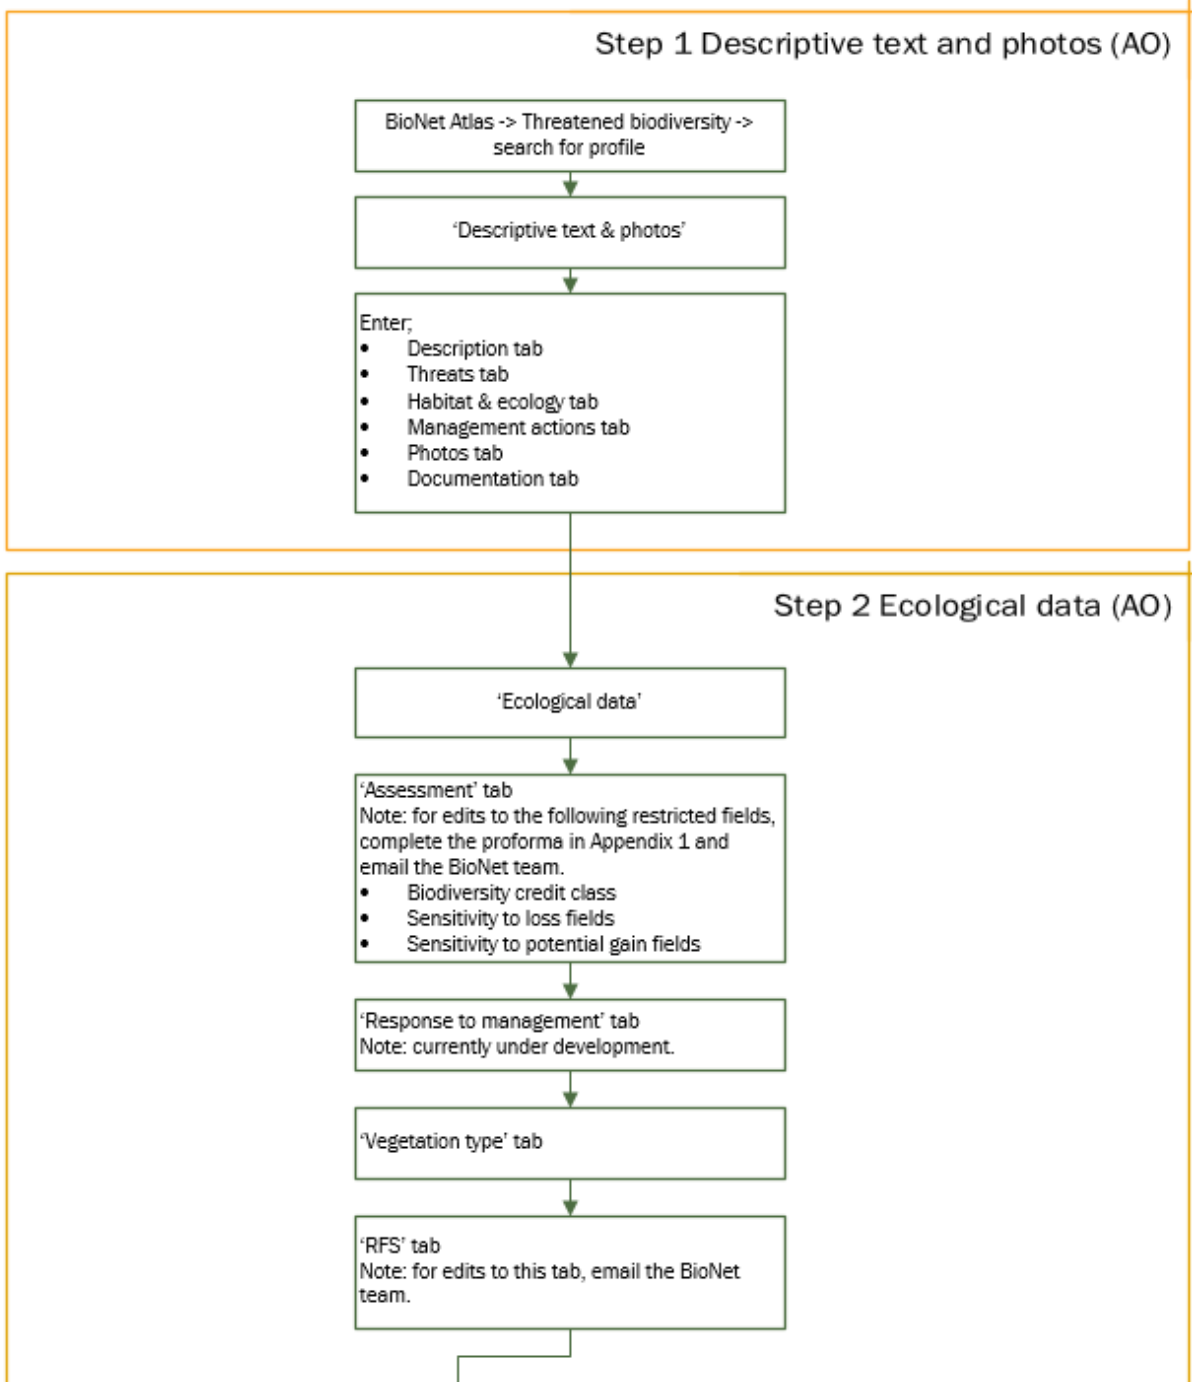 Step 1 Descriptive text and photos (AO)
BioNet Atlas -> Threatened biodiversity ->
search for profile
‘Descriptive text & photos’
Enter;
• Description tab
• Threats tab
• Habitat & ecology tab
• Management actions tab
• Photos tab
• Documentation tab
Step 2 Ecological data (AO)
‘Ecological data’
‘Assessment’ tab
Note: for edits to the following restricted fields,
complete the proforma in Appendix 1 and
email the BioNet team.
• Biodiversity credit class
• Sensitivity to loss fields
• Sensitivity to potential gain fields
‘Response to management’ tab
Note: currently under development.
‘Vegetation type’ tab
‘RFS’ tab
Note: for edits to this tab, email the BioNet
team.